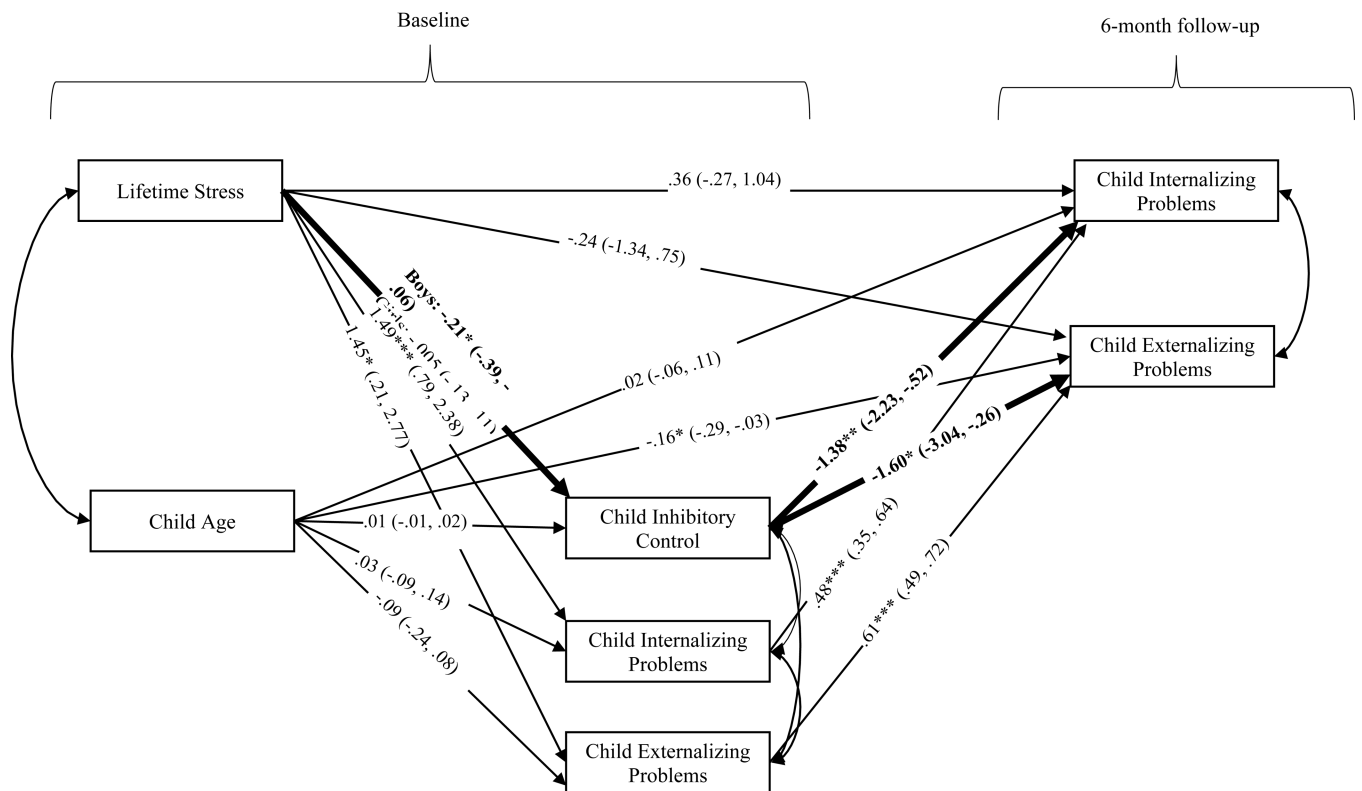 Baseline
6-month follow-up
Lifetime Stress
Child Internalizing
Problems
.36 (-.27, 1.04)
-.24 (-1.34, .75)
Boys: -.21* (-.39, -
.06)
1.49*** (.79, 2.38)
1.45* (.21, 2.77)
Child Externalizing
Problems
.02 (-.06, .11)
-.16* (-.29, -.03)
-1.38** (-2.23, -.52)
-1.60* (-3.04, -.26)
Child Age
.01 (-.01, .02)
Child Inhibitory
Control
.03 (-.09, .14)
-.09 (-.24, .08)
.48*** (.35, .64)
.61*** (.49, .72)
Child Internalizing
Problems
Child Externalizing
Problems